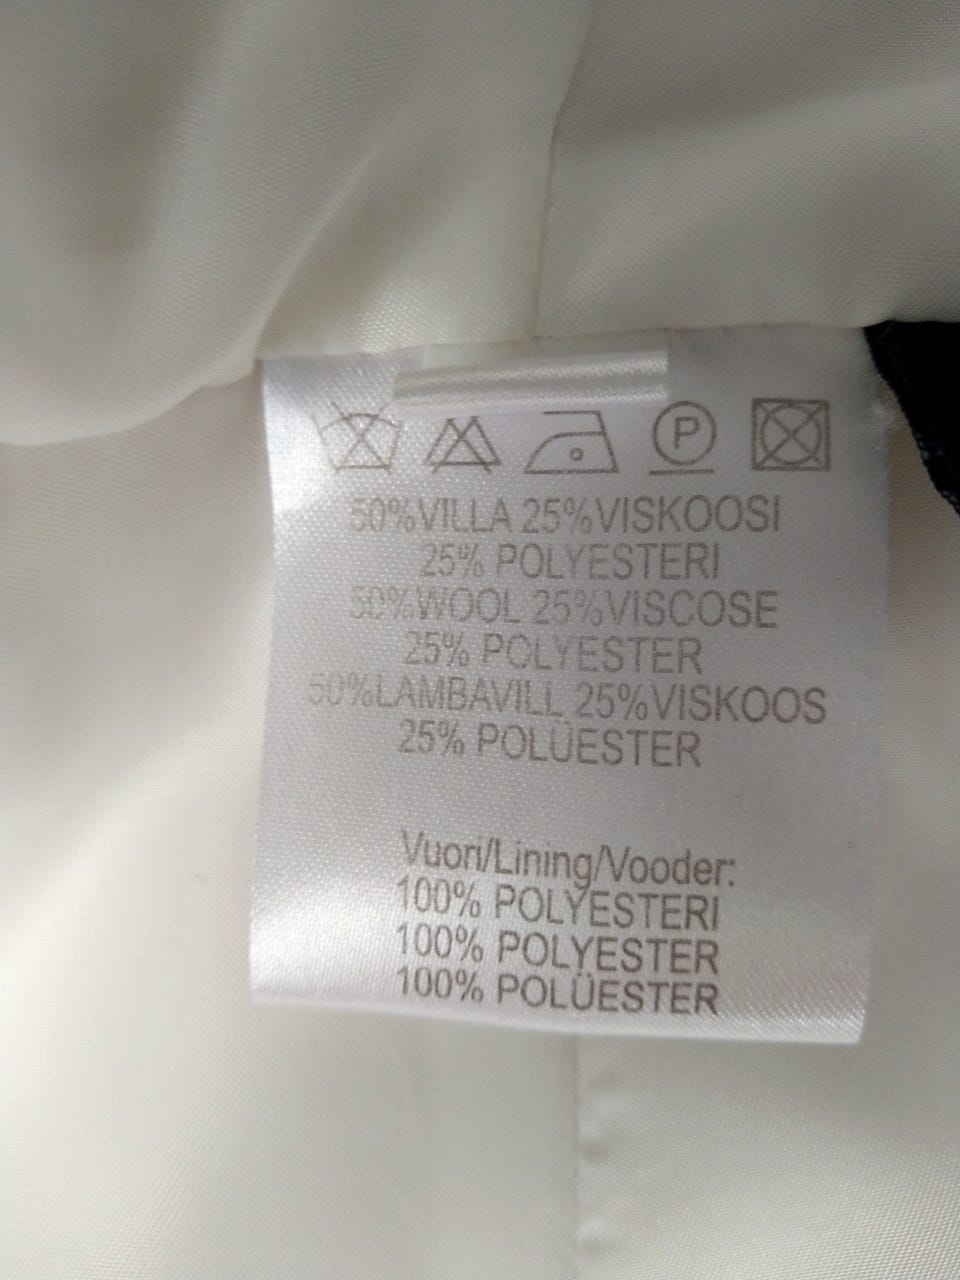 P
50%VILLA 25%VISKOOSI
25% POLYESTERI
50%WOOL 25%VISCOSE
25% POLYESTER
50%LAMBAVILL 25%VISKOOS
25% POLÜESTER
Vuori/Lining/Vooder:
100% POLYESTERI
100% POLYESTER
100% POLÜESTER